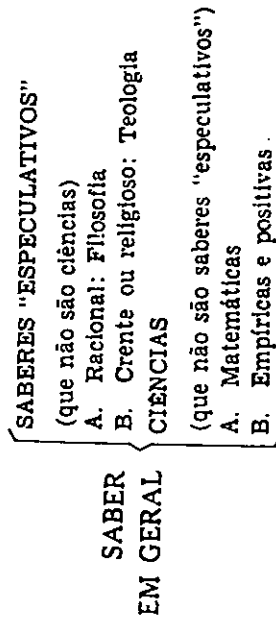 SABER
EM GERAL
SABERES "ESPECULATIVOS"
(que não são ciências)
A. Racional: Filosofia
B. Crente ou religioso: Teologia
CIÊNCIAS
(que não são saberes "especulativos")
A. Matemáticas
B. Empíricas e positivas.